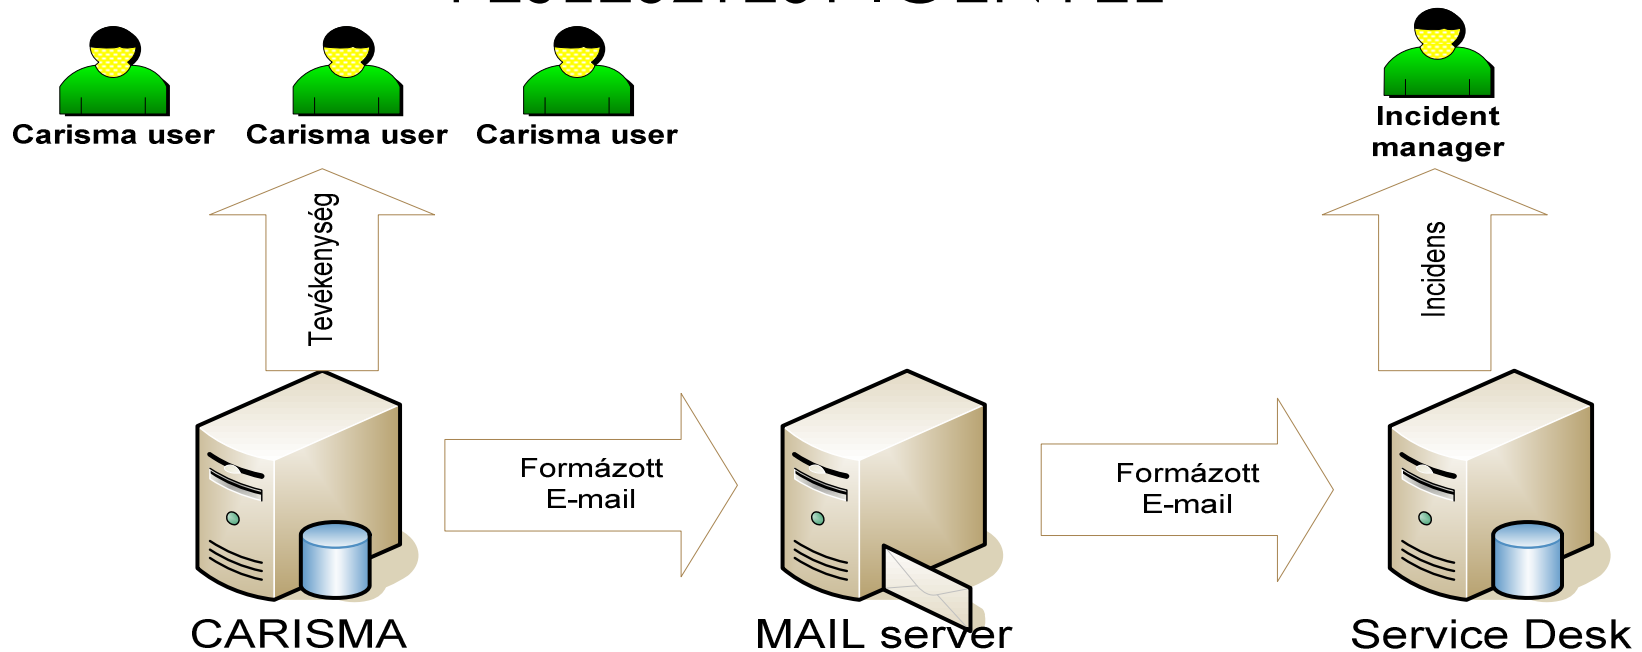 Carisma user
Carisma user
Carisma user
Incident
manager
Tevékenység
Incidens
Formázott
E-mail
Formázott
E-mail
CARISMA
MAIL server
Service Desk